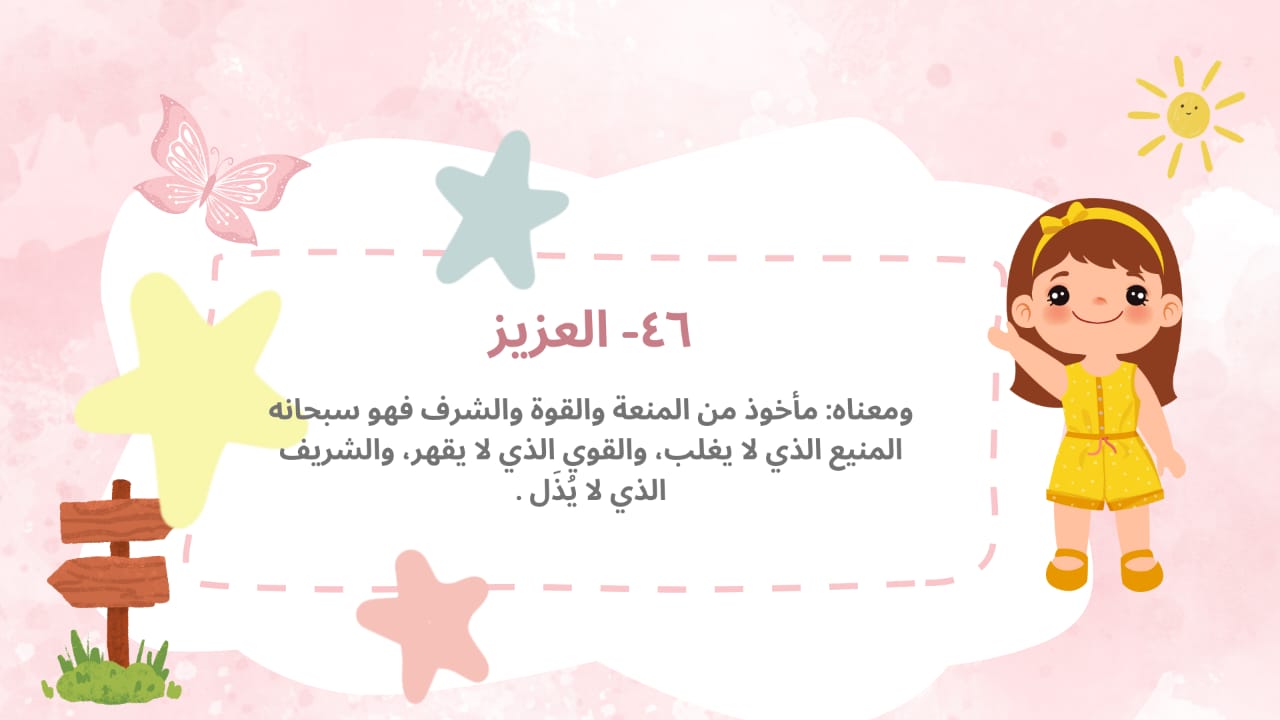 ٤٦- العزيز
ومعناه: مأخوذ من المنعة والقوة والشرف فهو سبحانه
المنيع الذي لا يغلب، والقوي الذي لا يقهر، والشريف
الذي لا يُذَل .